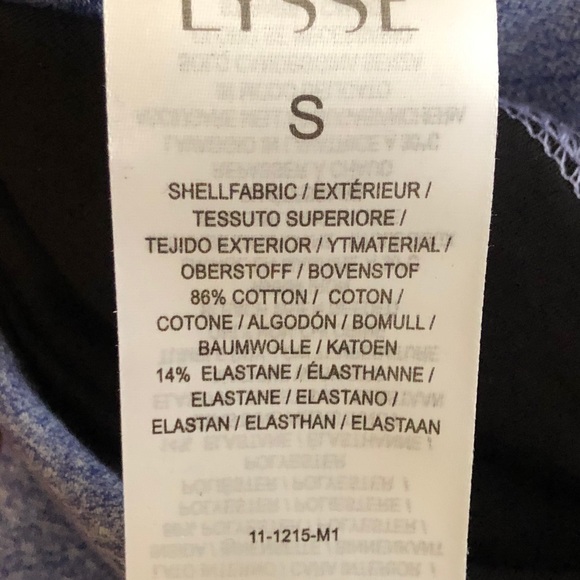 LYSSE
S
SHELLFABRIC / EXTÉRIEUR /
TESSUTO SUPERIORE /
TEJIDO EXTERIOR / YTMATERIAL /
OBERSTOFF / BOVENSTOF
86% COTTON / COTON /
COTONE / ALGODÓN / BOMULL /
BAUMWOLLE / KATOEN
14% ELASTANE / ÉLASTHANNE /
ELASTANE / ELASTANO /
ELASTAN / ELASTHAN / ELASTAAN
11-1215-M1